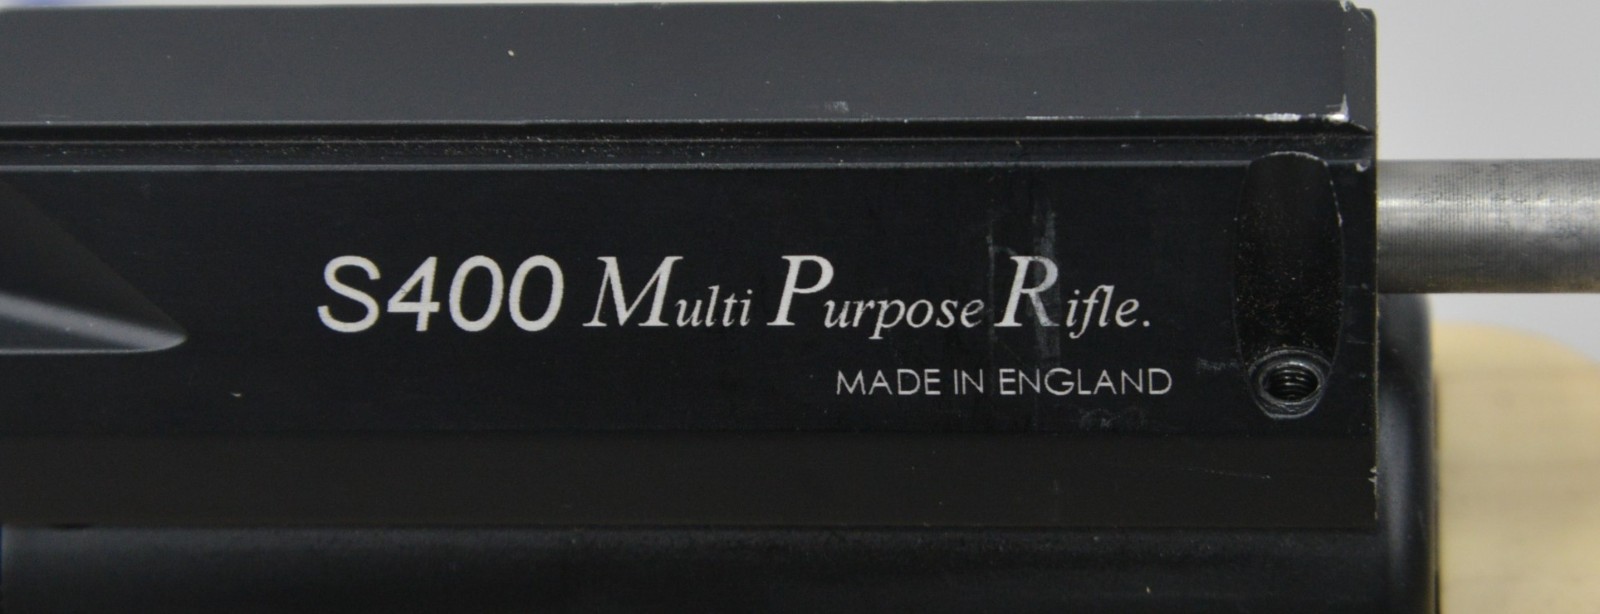 S400 Multi Purpose Rifle.
MADE IN ENGLAND